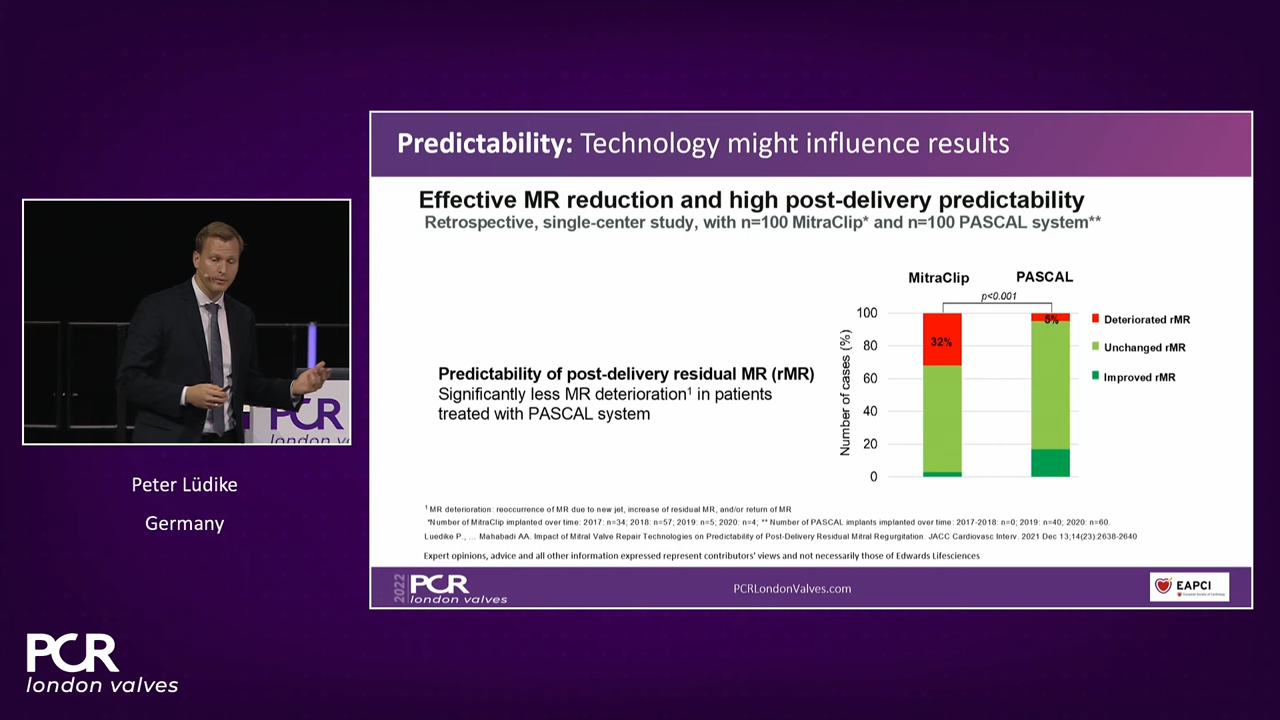 Predictability: Technology might influence results
Effective MR reduction and high post-delivery predictability
Retrospective, single-center study, with n=100 MitraClip* and n=100 PASCAL system**
MitraClip PASCAL
p<0.001
100
80
60
40
20
0
Number of cases (%)
32%
5%
Deteriorated rMR
Unchanged rMR
Improved rMR
Predictability of post-delivery residual MR (rMR)
Significantly less MR deterioration¹ in patients
treated with PASCAL system
¹ MR deterioration: reoccurrence of MR due to new jet, increase of residual MR, and/or return of MR
*Number of MitraClip implanted over time: 2017: n=34; 2018: n=57; 2019: n=5; 2020: n=4; ** Number of PASCAL implants implanted over time: 2017-2018: n=0; 2019: n=40; 2020: n=60.
Luedike P., ... Mahabadi AA. Impact of Mitral Valve Repair Technologies on Predictability of Post-Delivery Residual Mitral Regurgitation. JACC Cardiovasc Interv. 2021 Dec 13;14(23):2638-2640
Expert opinions, advice and all other information expressed represent contributors' views and not necessarily those of Edwards Lifesciences
2022
PCR
london valves
PCRLondonValves.com
EAPCI
PCR
london va
Peter Lüdike
Germany
PCR
london valves